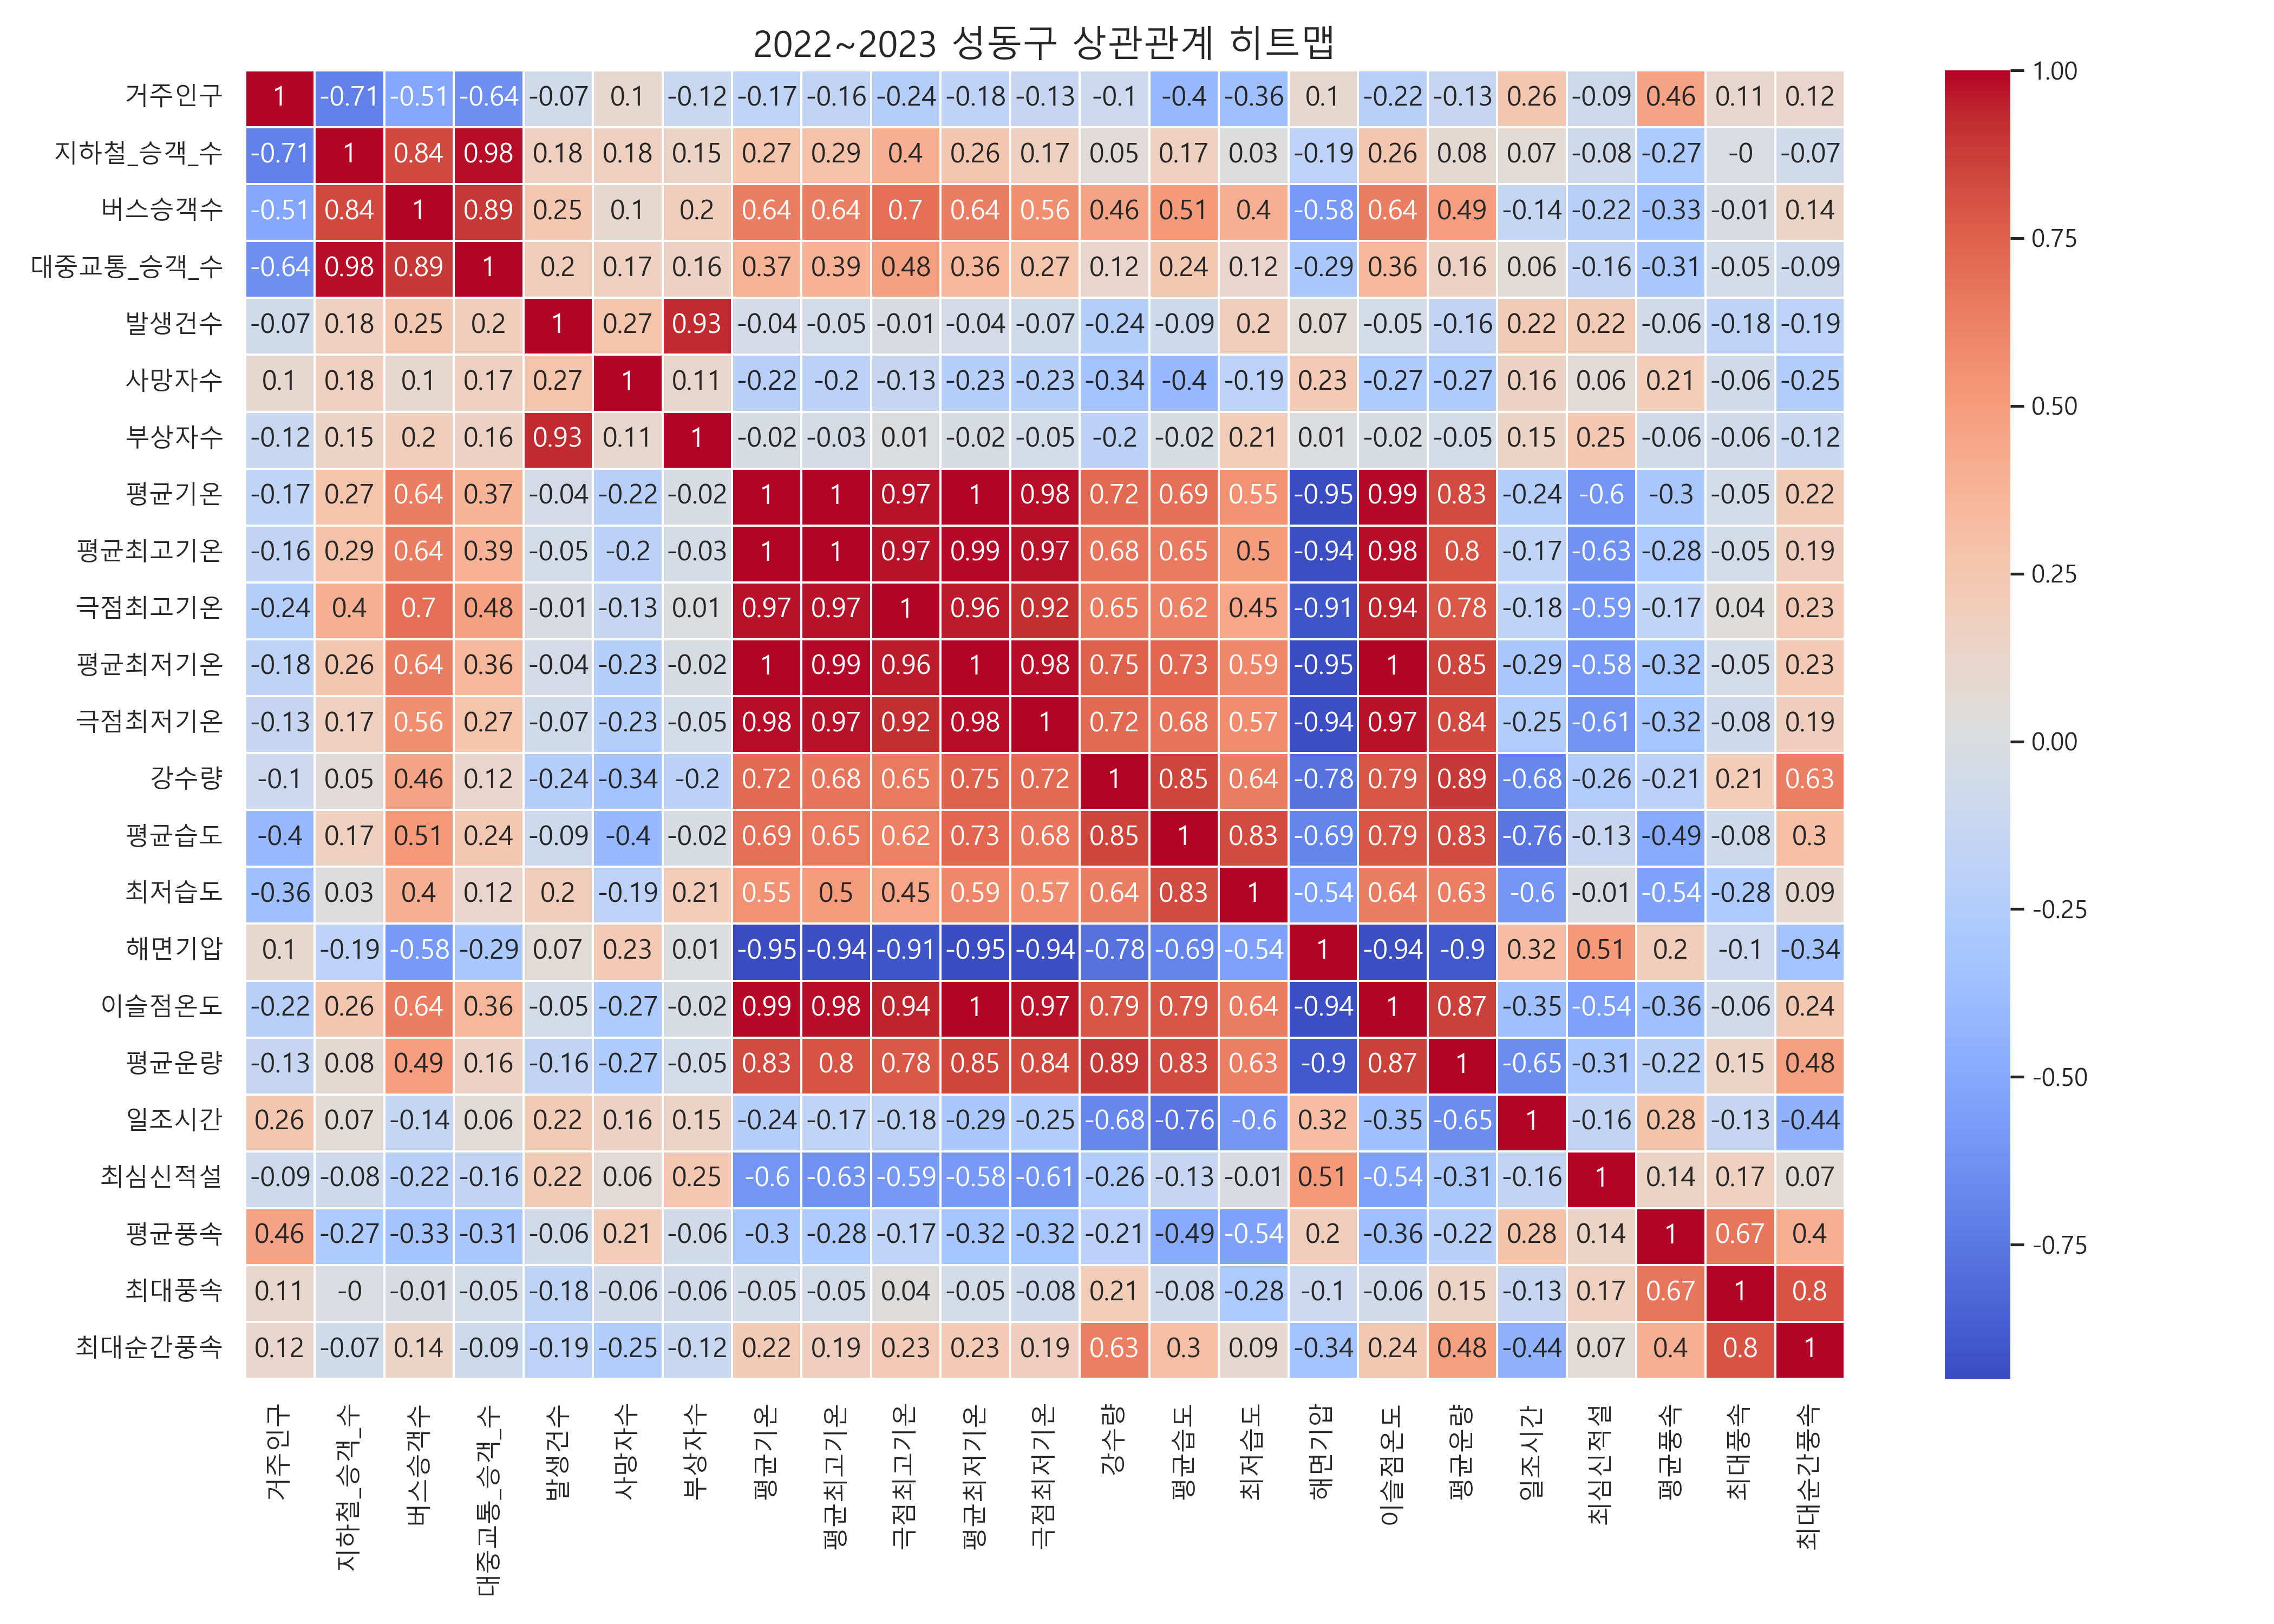 2022~2023 성동구 상관관계 히트맵
거주인구 1 -0.71 -0.51 -0.64 -0.07 0.1 -0.12 -0.17 -0.16 -0.24 -0.18 -0.13 -0.1 -0.4 -0.36 0.1 -0.22 -0.13 0.26 -0.09 0.46 0.11 0.12
지하철_승객_수 -0.71 1 0.84 0.98 0.18 0.18 0.15 0.27 0.29 0.4 0.26 0.17 0.05 0.17 0.03 -0.19 0.26 0.08 0.07 -0.08 -0.27 -0 -0.07
버스승객수 -0.51 0.84 1 0.89 0.25 0.1 0.2 0.64 0.64 0.7 0.64 0.56 0.46 0.51 0.4 -0.58 0.64 0.49 -0.14 -0.22 -0.33 -0.01 0.14
대중교통_승객_수 -0.64 0.98 0.89 1 0.2 0.17 0.16 0.37 0.39 0.48 0.36 0.27 0.12 0.24 0.12 -0.29 0.36 0.16 0.06 -0.16 -0.31 -0.05 -0.09
발생건수 -0.07 0.18 0.25 0.2 1 0.27 0.93 -0.04 -0.05 -0.01 -0.04 -0.07 -0.24 -0.09 0.2 0.07 -0.05 -0.16 0.22 0.22 -0.06 -0.18 -0.19
사망자수 0.1 0.18 0.1 0.17 0.27 1 0.11 -0.22 -0.2 -0.13 -0.23 -0.23 -0.34 -0.4 -0.19 0.23 -0.27 -0.27 0.16 0.06 0.21 -0.06 -0.25
부상자수 -0.12 0.15 0.2 0.16 0.93 0.11 1 -0.02 -0.03 0.01 -0.02 -0.05 -0.2 -0.02 0.21 0.01 -0.02 -0.05 0.15 0.25 -0.06 -0.06 -0.12
평균기온 -0.17 0.27 0.64 0.37 -0.04 -0.22 -0.02 1 1 0.97 1 0.98 0.72 0.69 0.55 -0.95 0.99 0.83 -0.24 -0.6 -0.3 -0.05 0.22
평균최고기온 -0.16 0.29 0.64 0.39 -0.05 -0.2 -0.03 1 1 0.97 0.99 0.97 0.68 0.65 0.5 -0.94 0.98 0.8 -0.17 -0.63 -0.28 -0.05 0.19
극점최고기온 -0.24 0.4 0.7 0.48 -0.01 -0.13 0.01 0.97 0.97 1 0.96 0.92 0.65 0.62 0.45 -0.91 0.94 0.78 -0.18 -0.59 -0.17 0.04 0.23
평균최저기온 -0.18 0.26 0.64 0.36 -0.04 -0.23 -0.02 1 0.99 0.96 1 0.98 0.75 0.73 0.59 -0.95 1 0.85 -0.29 -0.58 -0.32 -0.05 0.23
극점최저기온 -0.13 0.17 0.56 0.27 -0.07 -0.23 -0.05 0.98 0.97 0.92 0.98 1 0.72 0.68 0.57 -0.94 0.97 0.84 -0.25 -0.61 -0.32 -0.08 0.19
강수량 -0.1 0.05 0.46 0.12 -0.24 -0.34 -0.2 0.72 0.68 0.65 0.75 0.72 1 0.85 0.64 -0.78 0.79 0.89 -0.68 -0.26 -0.21 0.21 0.63
평균습도 -0.4 0.17 0.51 0.24 -0.09 -0.4 -0.02 0.69 0.65 0.62 0.73 0.68 0.85 1 0.83 -0.69 0.79 0.83 -0.76 -0.13 -0.49 -0.08 0.3
최저습도 -0.36 0.03 0.4 0.12 0.2 -0.19 0.21 0.55 0.5 0.45 0.59 0.57 0.64 0.83 1 -0.54 0.64 0.63 -0.6 -0.01 -0.54 -0.28 0.09
해면기압 0.1 -0.19 -0.58 -0.29 0.07 0.23 0.01 -0.95 -0.94 -0.91 -0.95 -0.94 -0.78 -0.69 -0.54 1 -0.94 -0.9 0.32 0.51 0.2 -0.1 -0.34
이슬점온도 -0.22 0.26 0.64 0.36 -0.05 -0.27 -0.02 0.99 0.98 0.94 1 0.97 0.79 0.79 0.64 -0.94 1 0.87 -0.35 -0.54 -0.36 -0.06 0.24
평균운량 -0.13 0.08 0.49 0.16 -0.16 -0.27 -0.05 0.83 0.8 0.78 0.85 0.84 0.89 0.83 0.63 -0.9 0.87 1 -0.65 -0.31 -0.22 0.15 0.48
일조시간 0.26 0.07 -0.14 0.06 0.22 0.16 0.15 -0.24 -0.17 -0.18 -0.29 -0.25 -0.68 -0.76 -0.6 0.32 -0.35 -0.65 1 -0.16 0.28 -0.13 -0.44
최심신적설 -0.09 -0.08 -0.22 -0.16 0.22 0.06 0.25 -0.6 -0.63 -0.59 -0.58 -0.61 -0.26 -0.13 -0.01 0.51 -0.54 -0.31 -0.16 1 0.14 0.17 0.07
평균풍속 0.46 -0.27 -0.33 -0.31 -0.06 0.21 -0.06 -0.3 -0.28 -0.17 -0.32 -0.32 -0.21 -0.49 -0.54 0.2 -0.36 -0.22 0.28 0.14 1 0.67 0.4
최대풍속 0.11 -0 -0.01 -0.05 -0.18 -0.06 -0.06 -0.05 -0.05 0.04 -0.05 -0.08 0.21 -0.08 -0.28 -0.1 -0.06 0.15 -0.13 0.17 0.67 1 0.8
최대순간풍속 0.12 -0.07 0.14 -0.09 -0.19 -0.25 -0.12 0.22 0.19 0.23 0.23 0.19 0.63 0.3 0.09 -0.34 0.24 0.48 -0.44 0.07 0.4 0.8 1
거주인구
지하철_승객_수
버스승객수
대중교통_승객_수
발생건수
사망자수
부상자수
평균기온
평균최고기온
극점최고기온
평균최저기온
극점최저기온
강수량
평균습도
최저습도
해면기압
이슬점온도
평균운량
일조시간
최심신적설
평균풍속
최대풍속
최대순간풍속
1.00
0.75
0.50
0.25
0.00
-0.25
-0.50
-0.75